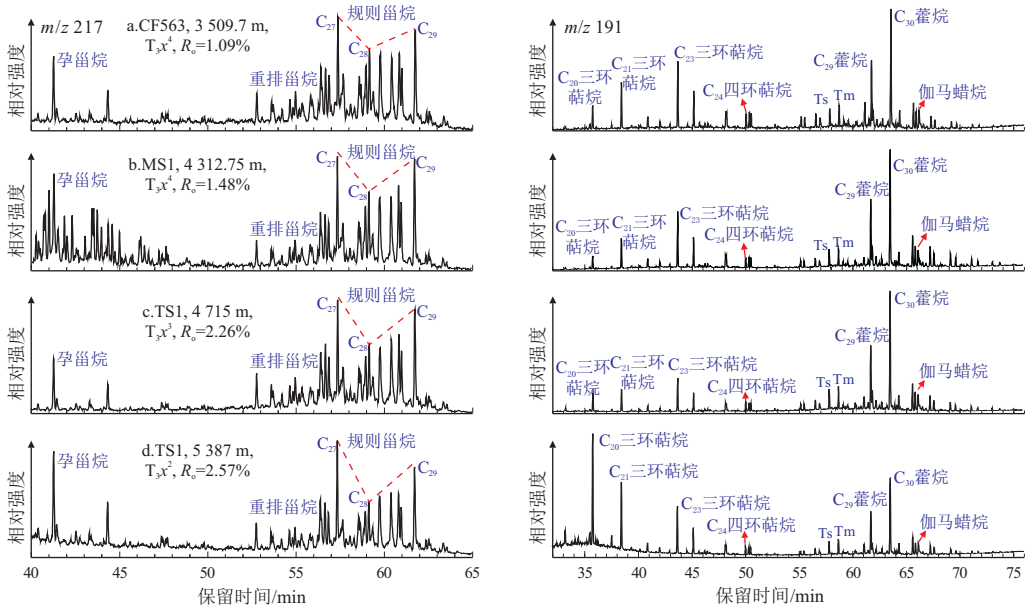 m/z 217
a.CF563, 3 509.7 m,
T₃x⁴, Rₒ=1.09%
孕甾烷
重排甾烷
C₂₇
规则甾烷
C₂₈
C₂₉
相对强度
m/z 191
C₂₀三环
萜烷
C₂₁三环
萜烷
C₂₃三环萜烷
C₂₄四环萜烷
Ts
Tm
C₂₉藿烷
C₃₀藿烷
伽马蜡烷
相对强度
b.MS1, 4 312.75 m,
T₃x⁴, Rₒ=1.48%
孕甾烷
重排甾烷
C₂₇
规则甾烷
C₂₈
C₂₉
相对强度
C₂₀三环
萜烷
C₂₁三环
萜烷
C₂₃三环萜烷
C₂₄四环萜烷
Ts
Tm
C₂₉藿烷
C₃₀藿烷
伽马蜡烷
相对强度
c.TS1, 4 715 m,
T₃x³, Rₒ=2.26%
孕甾烷
重排甾烷
C₂₇
规则甾烷
C₂₈
C₂₉
相对强度
C₂₀三环
萜烷
C₂₁三环
萜烷
C₂₃三环萜烷
C₂₄四环萜烷
Ts
Tm
C₂₉藿烷
C₃₀藿烷
伽马蜡烷
相对强度
d.TS1, 5 387 m,
T₃x², Rₒ=2.57%
孕甾烷
重排甾烷
C₂₇
规则甾烷
C₂₈
C₂₉
相对强度
C₂₀三环萜烷
C₂₁三环萜烷
C₂₃三环萜烷
C₂₄四环萜烷
Ts
Tm
C₂₉藿烷
C₃₀藿烷
伽马蜡烷
相对强度
40 45 50 55 60 65
保留时间/min
35 40 45 50 55 60 65 70 75
保留时间/min